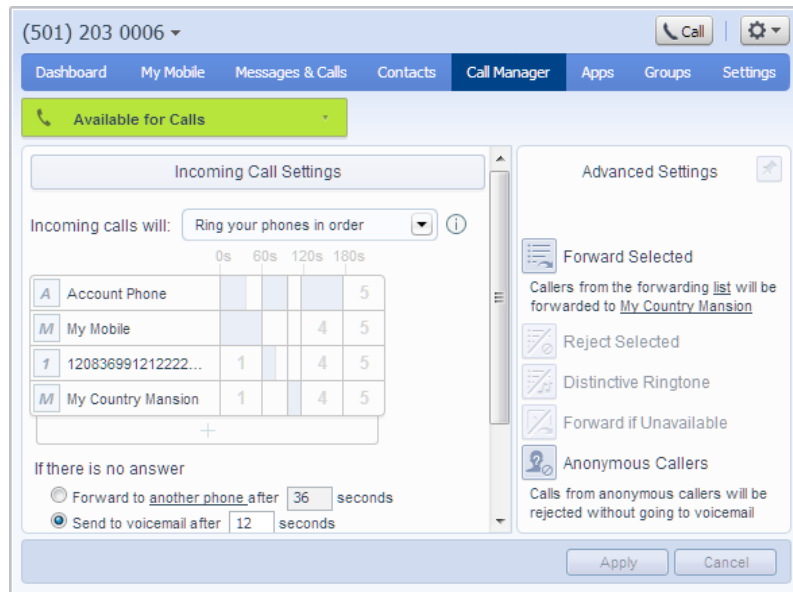 (501) 203 0006
Call
Dashboard My Mobile Messages & Calls Contacts Call Manager Apps Groups Settings
Available for Calls
Incoming Call Settings
Incoming calls will: Ring your phones in order
0s 60s 120s 180s
A Account Phone 5
M My Mobile 4 5
1 120836991212222... 1 4 5
M My Country Mansion 1 4 5
+
If there is no answer
Forward to another phone after 36 seconds
Send to voicemail after 12 seconds
Advanced Settings
Forward Selected
Callers from the forwarding list will be
forwarded to My Country Mansion
Reject Selected
Distinctive Ringtone
Forward if Unavailable
Anonymous Callers
Calls from anonymous callers will be
rejected without going to voicemail
Apply Cancel